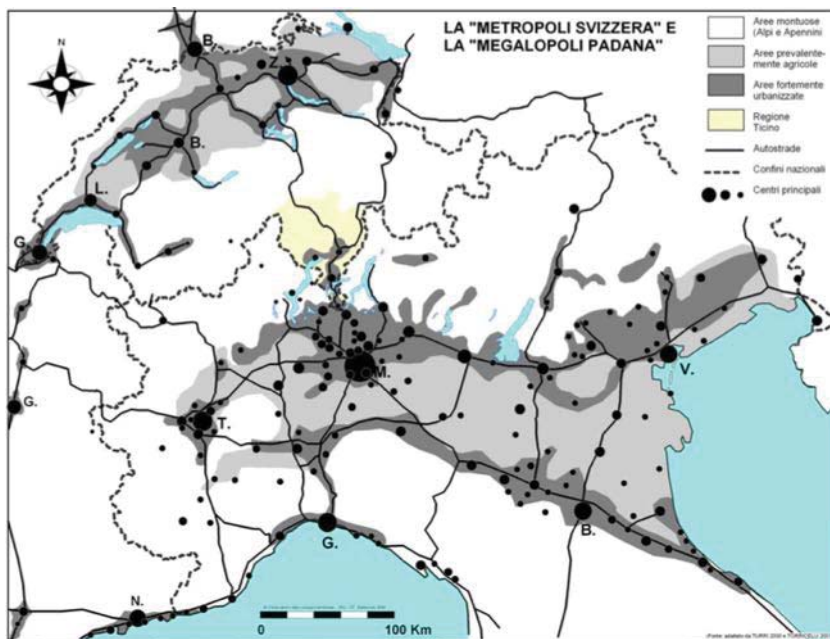 LA "METROPOLI SVIZZERA" E
LA "MEGALOPOLI PADANA"
Aree montuose
(Alpi e Apennini
Aree prevalente-
mente agricole
Aree fortemente
urbanizzate
Regione
Ticino
Autostrade
Confini nazionali
Centri principali
N
B.
Z.
B.
L.
G.
M.
V.
G.
T.
G.
B.
N.
0
100 Km